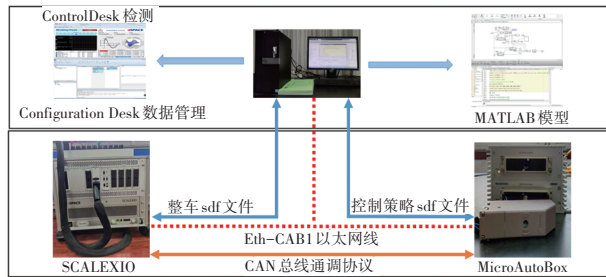 ControlDesk 检测
Configuration Desk 数据管理
MATLAB 模型
整车 sdf 文件
控制策略 sdf 文件
Eth-CAB1 以太网线
SCALEXIO
CAN 总线通调协议
MicroAutoBox